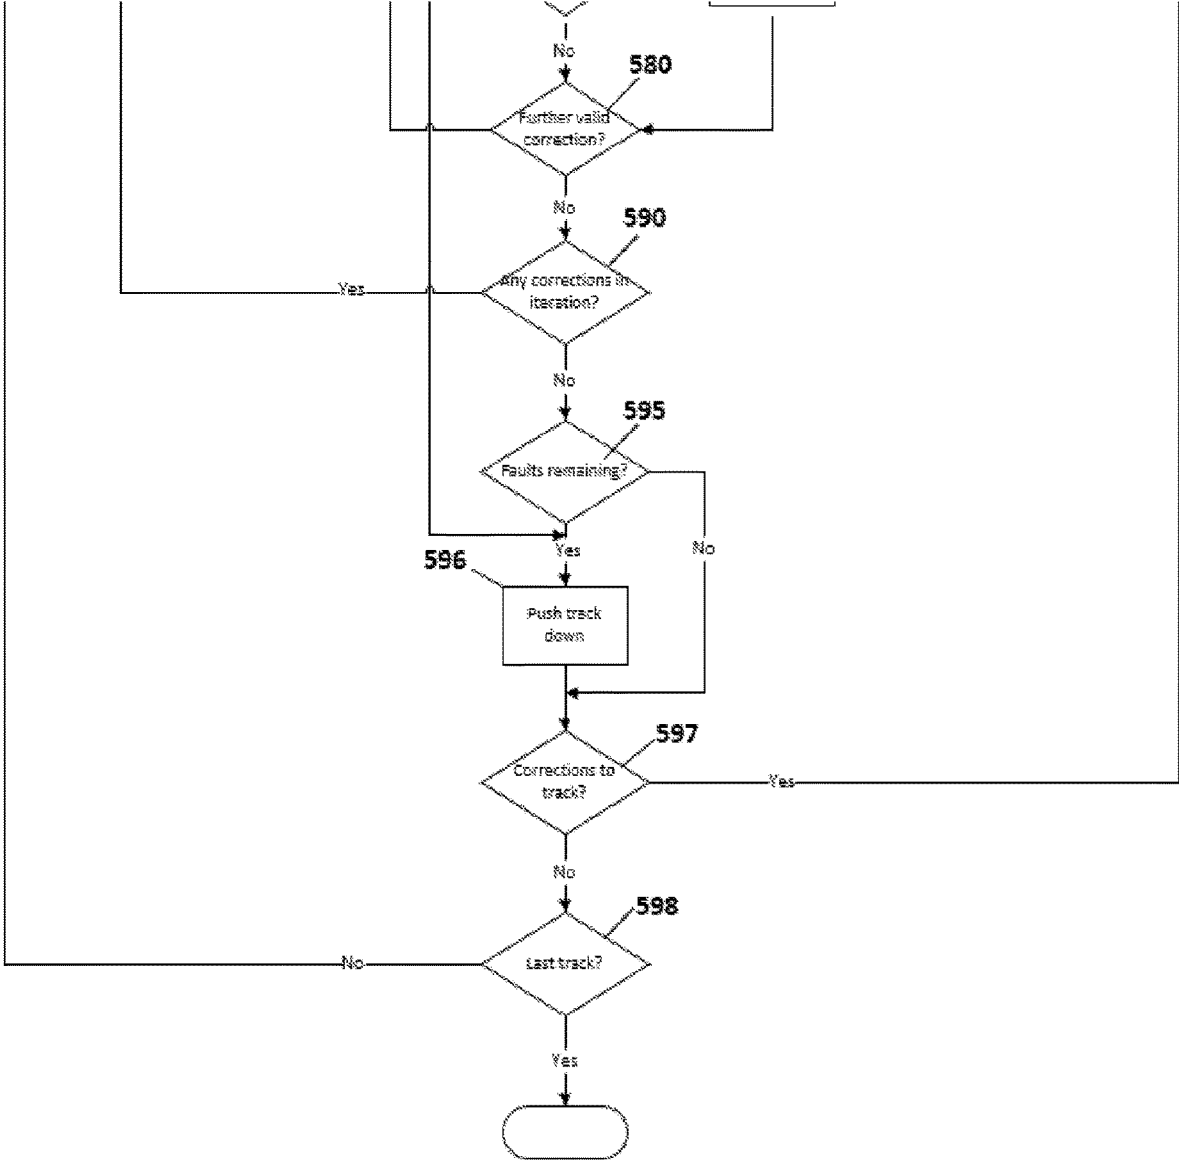 No
580
Further valid
correction?
No
590
Any corrections in
iteration?
Yes
No
595
Faults remaining?
No
Yes
596
Push track
down
597
Corrections to
track?
Yes
No
598
Last track?
No
Yes